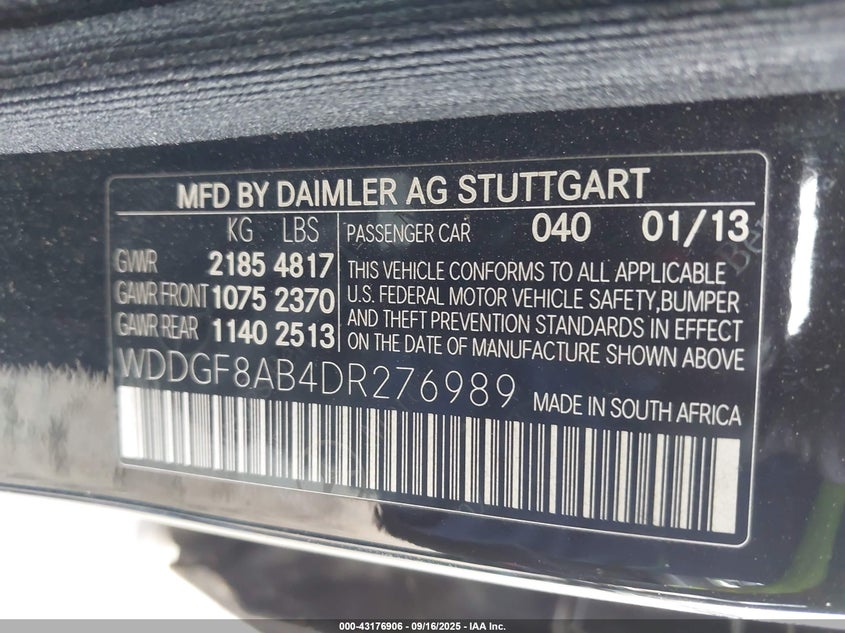 MFD BY DAIMLER AG STUTTGART
KG LBS
GVWR 2185 4817
GAWR FRONT 1075 2370
GAWR REAR 1140 2513
PASSENGER CAR 040 01/13
THIS VEHICLE CONFORMS TO ALL APPLICABLE
U.S. FEDERAL MOTOR VEHICLE SAFETY,BUMPER
AND THEFT PREVENTION STANDARDS IN EFFECT
ON THE DATE OF MANUFACTURE SHOWN ABOVE
WDDGF8AB4DR276989
MADE IN SOUTH AFRICA
000-43176906 - 09/16/2025 - IAA Inc.